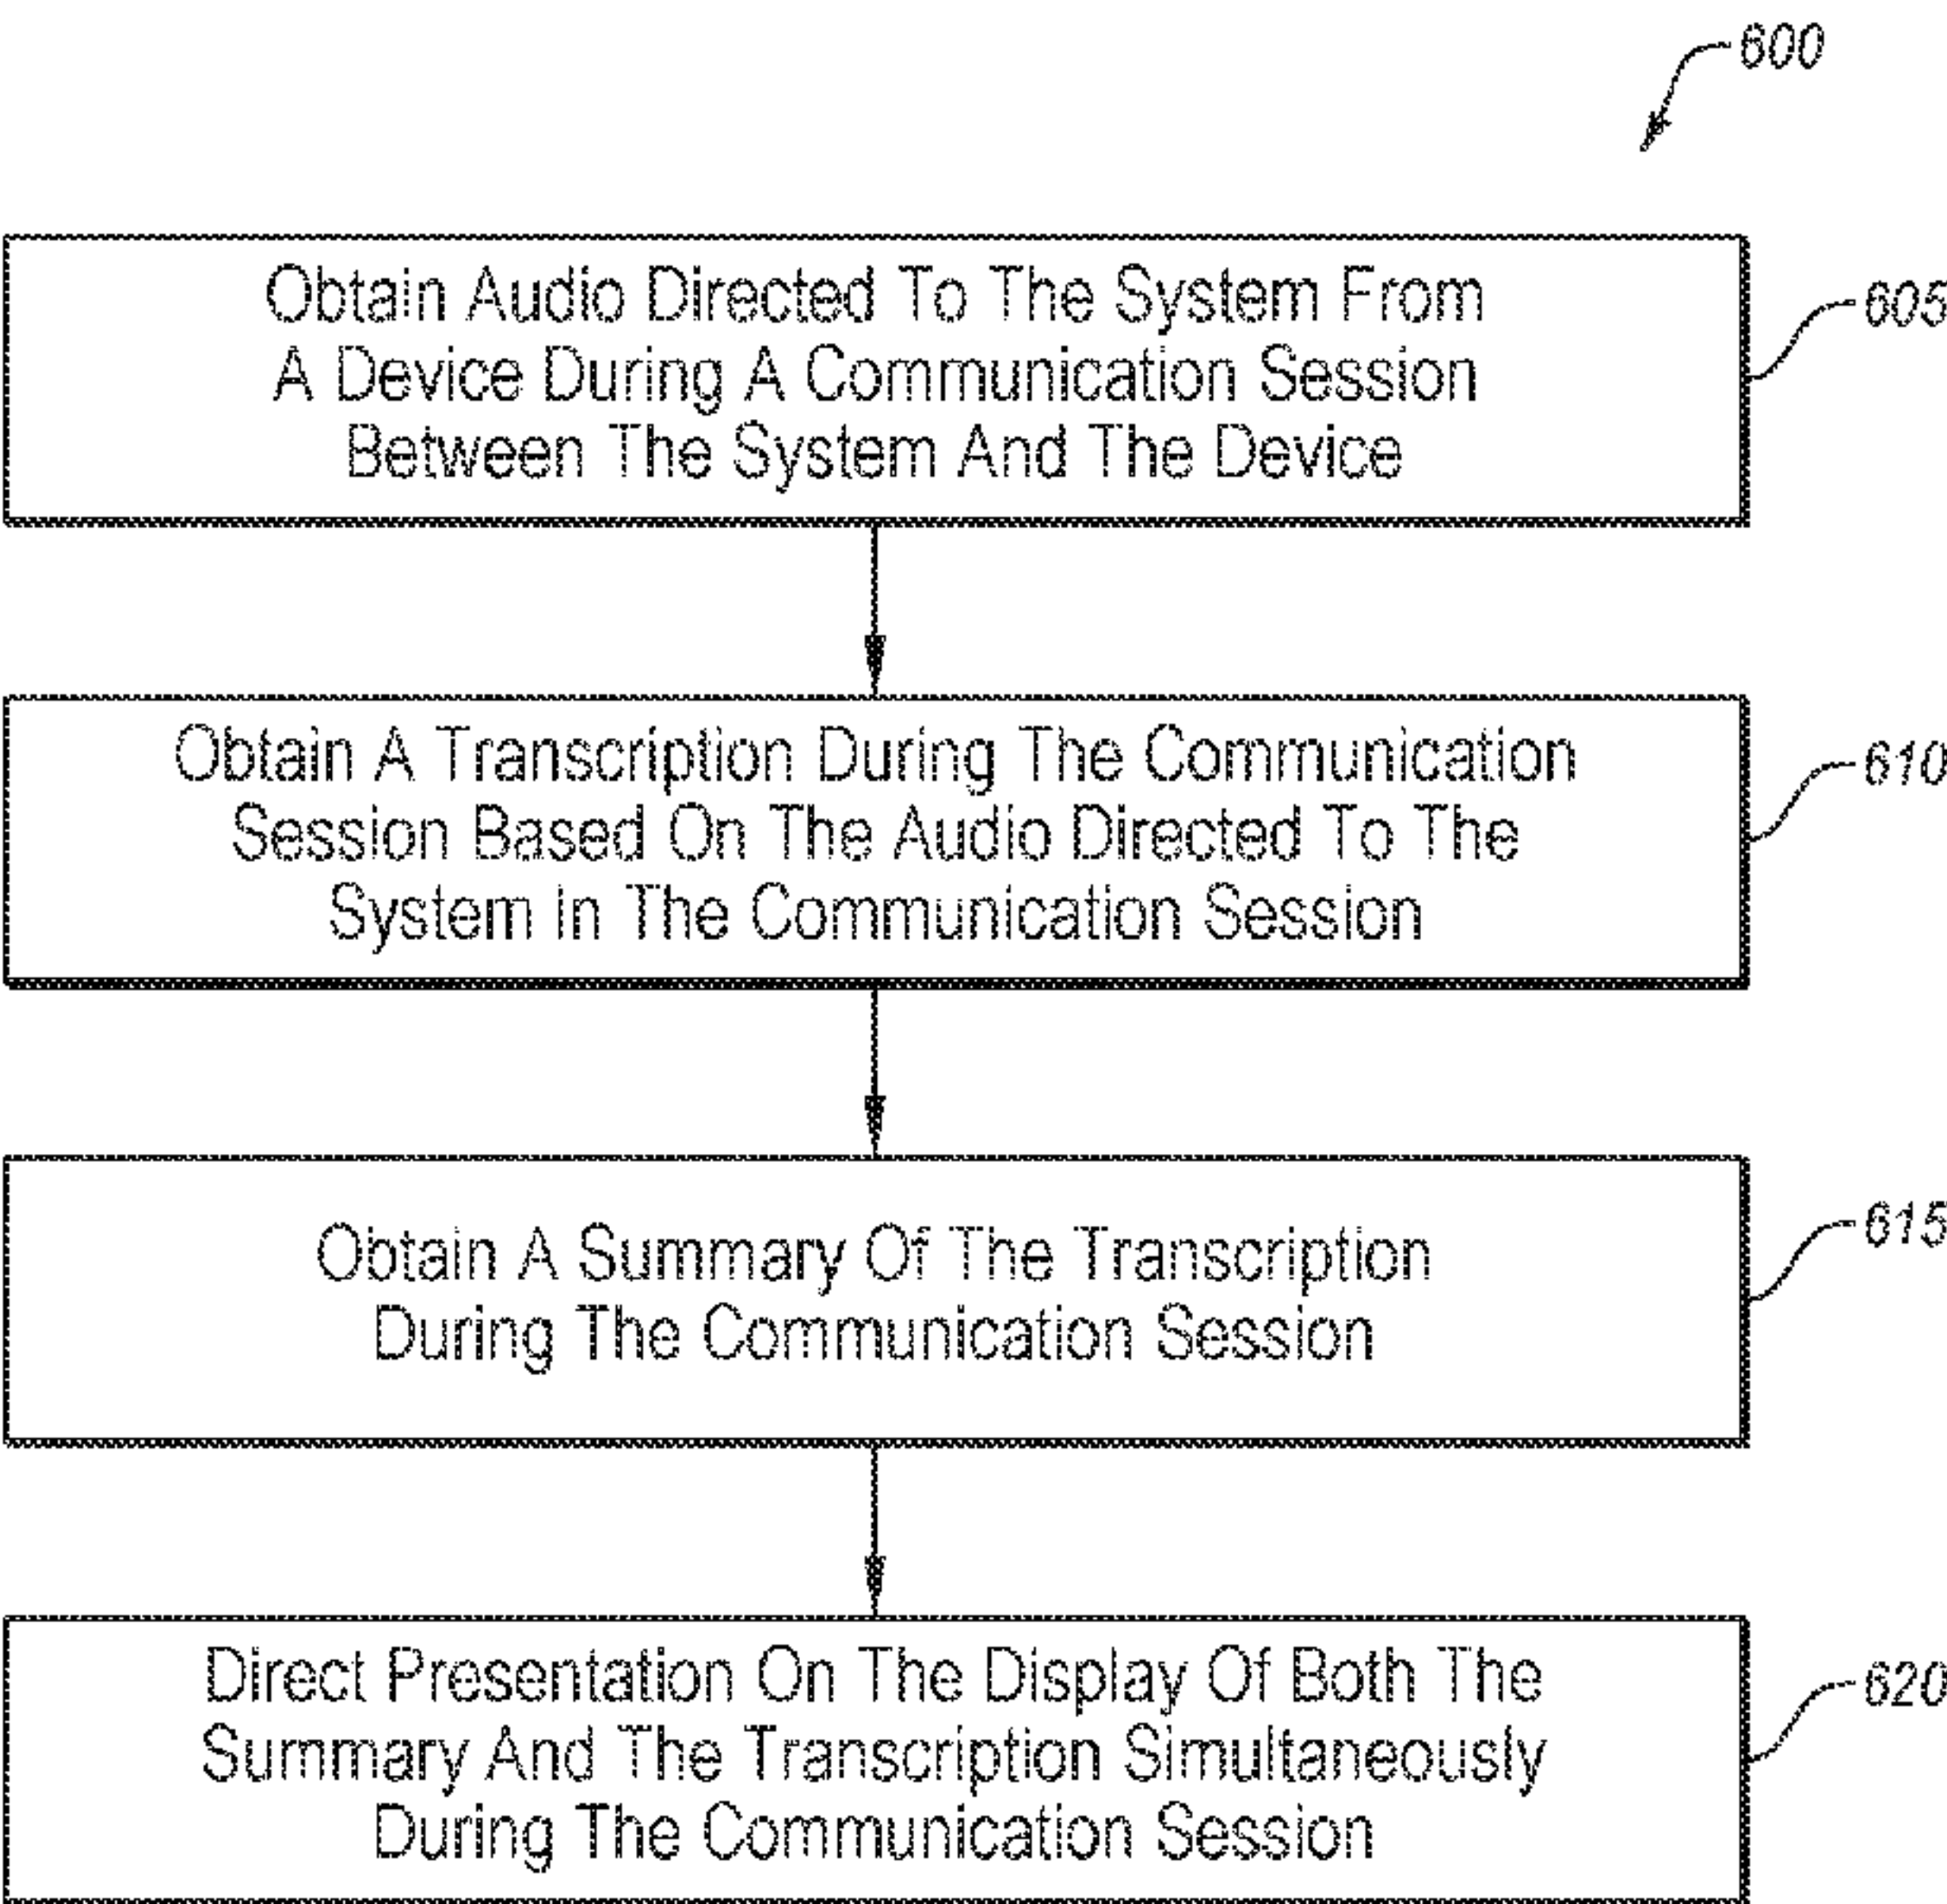 600
Obtain Audio Directed To The System From
A Device During A Communication Session
Between The System And The Device
605
Obtain A Transcription During The Communication
Session Based On The Audio Directed To The
System In The Communication Session
610
Obtain A Summary Of The Transcription
During The Communication Session
615
Direct Presentation On The Display Of Both The
Summary And The Transcription Simultaneously
During The Communication Session
620